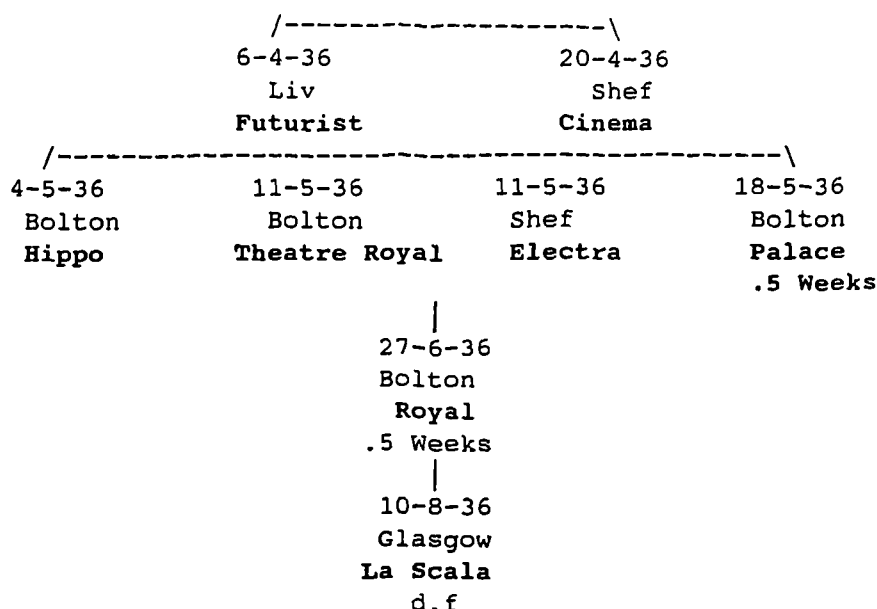 /--------------------\
6-4-36 20-4-36
Liv Shef
Futurist Cinema
/---------------------------------------------\
4-5-36 11-5-36 11-5-36 18-5-36
Bolton Bolton Shef Bolton
Hippo Theatre Royal Electra Palace
.5 Weeks
|
27-6-36
Bolton
Royal
.5 Weeks
|
10-8-36
Glasgow
La Scala
d.f